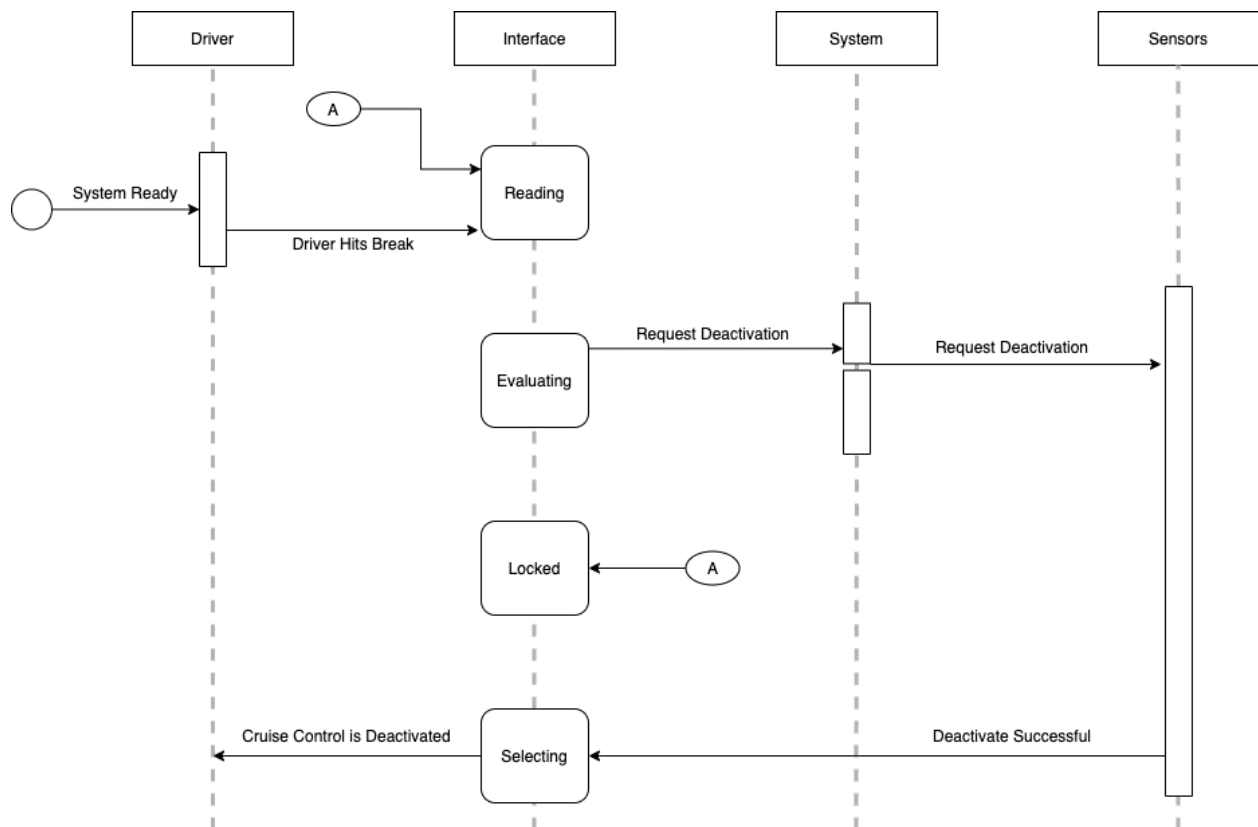 Driver
Interface
System
Sensors
A
System Ready
Reading
Driver Hits Break
Request Deactivation
Request Deactivation
Evaluating
Locked
A
Cruise Control is Deactivated
Selecting
Deactivate Successful